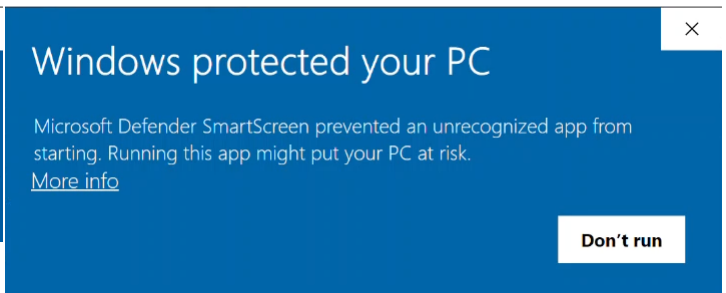 Windows protected your PC
Microsoft Defender SmartScreen prevented an unrecognized app from
starting. Running this app might put your PC at risk.
More info
Don't run